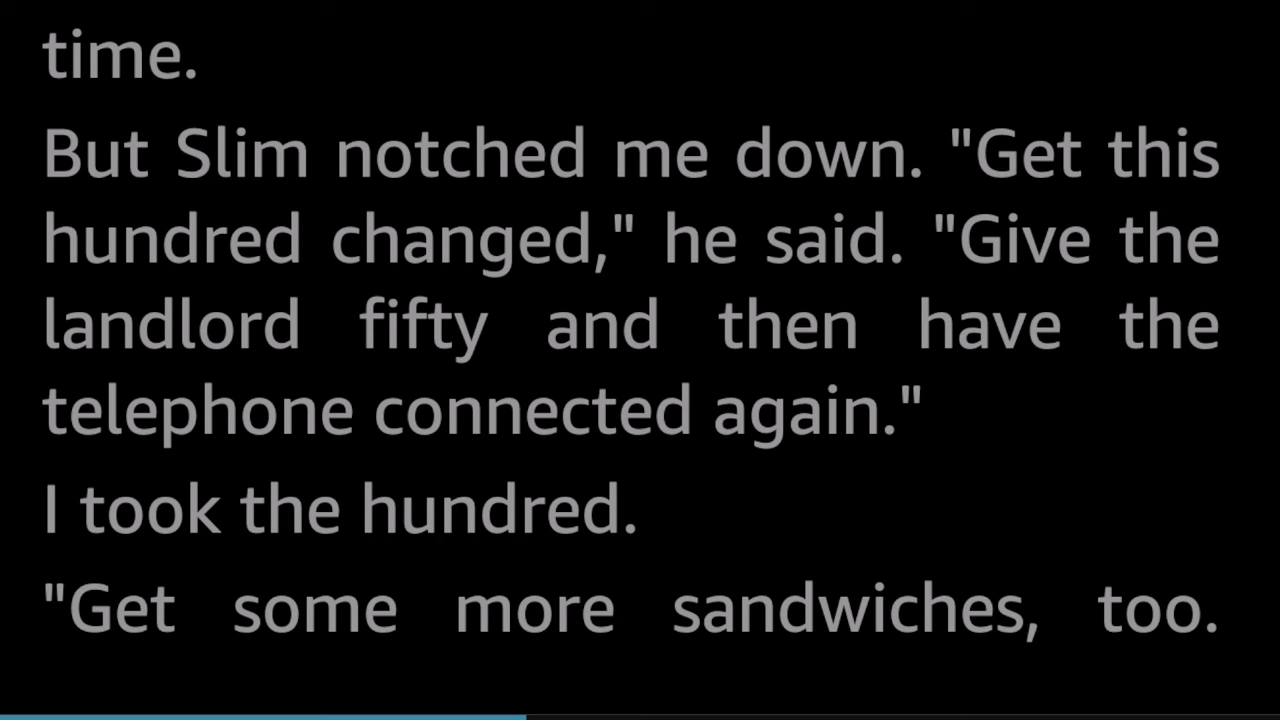 time.
But Slim notched me down. "Get this
hundred changed," he said. "Give the
landlord fifty and then have the
telephone connected again."
I took the hundred.
"Get some more sandwiches, too.